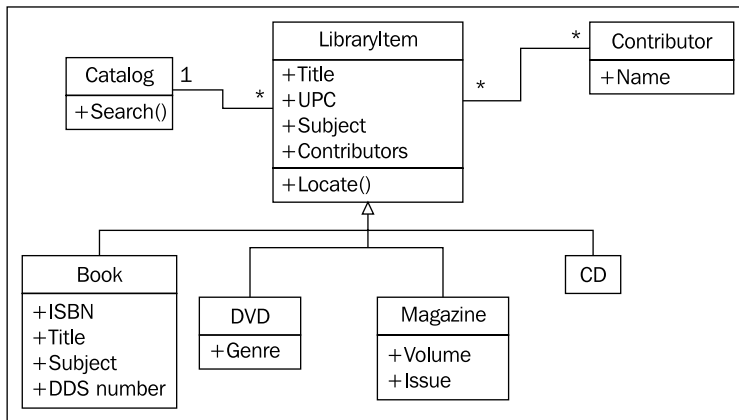 LibraryItem
+Title
+UPC
+Subject
+Contributors
+Locate()
Catalog
+Search()
1
*
*
*
Contributor
+Name
Book
+ISBN
+Title
+Subject
+DDS number
DVD
+Genre
Magazine
+Volume
+Issue
CD